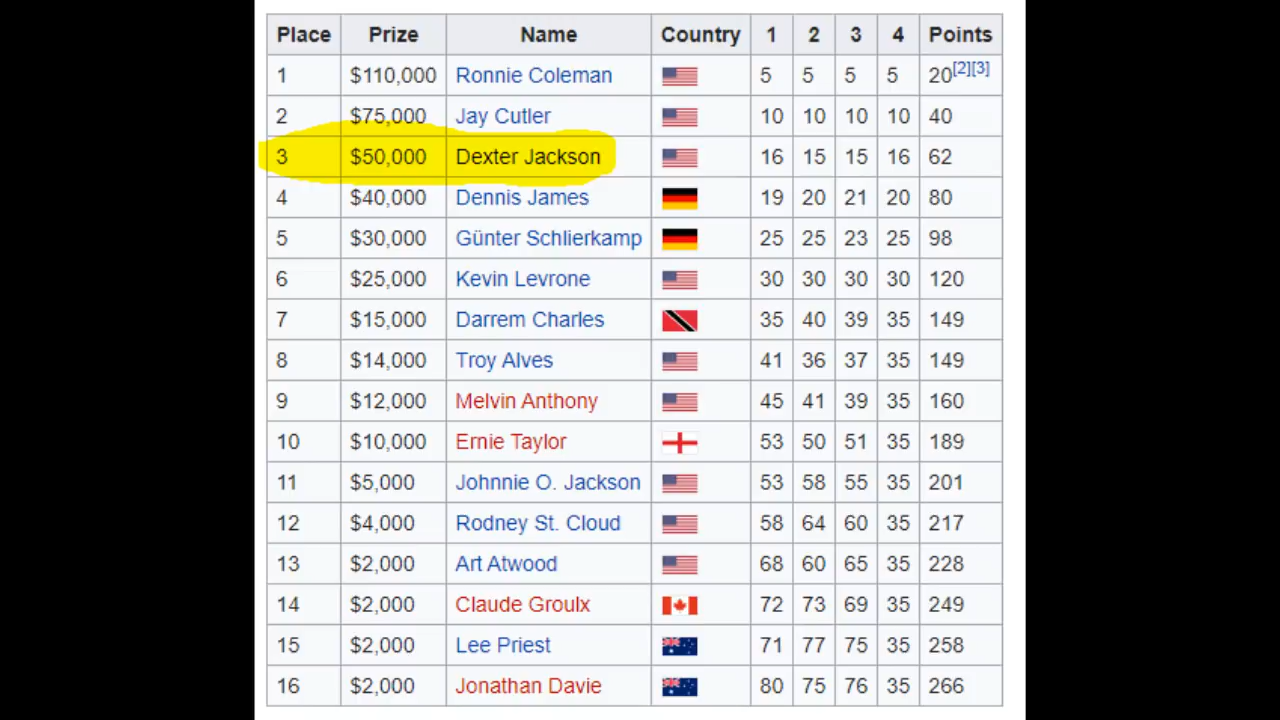 Place Prize Name Country 1 2 3 4 Points
1 $110,000 Ronnie Coleman 5 5 5 5 20[2][3]
2 $75,000 Jay Cutler 10 10 10 10 40
3 $50,000 Dexter Jackson 16 15 15 16 62
4 $40,000 Dennis James 19 20 21 20 80
5 $30,000 Günter Schlierkamp 25 25 23 25 98
6 $25,000 Kevin Levrone 30 30 30 30 120
7 $15,000 Darrem Charles 35 40 39 35 149
8 $14,000 Troy Alves 41 36 37 35 149
9 $12,000 Melvin Anthony 45 41 39 35 160
10 $10,000 Ernie Taylor 53 50 51 35 189
11 $5,000 Johnnie O. Jackson 53 58 55 35 201
12 $4,000 Rodney St. Cloud 58 64 60 35 217
13 $2,000 Art Atwood 68 60 65 35 228
14 $2,000 Claude Groulx 72 73 69 35 249
15 $2,000 Lee Priest 71 77 75 35 258
16 $2,000 Jonathan Davie 80 75 76 35 266